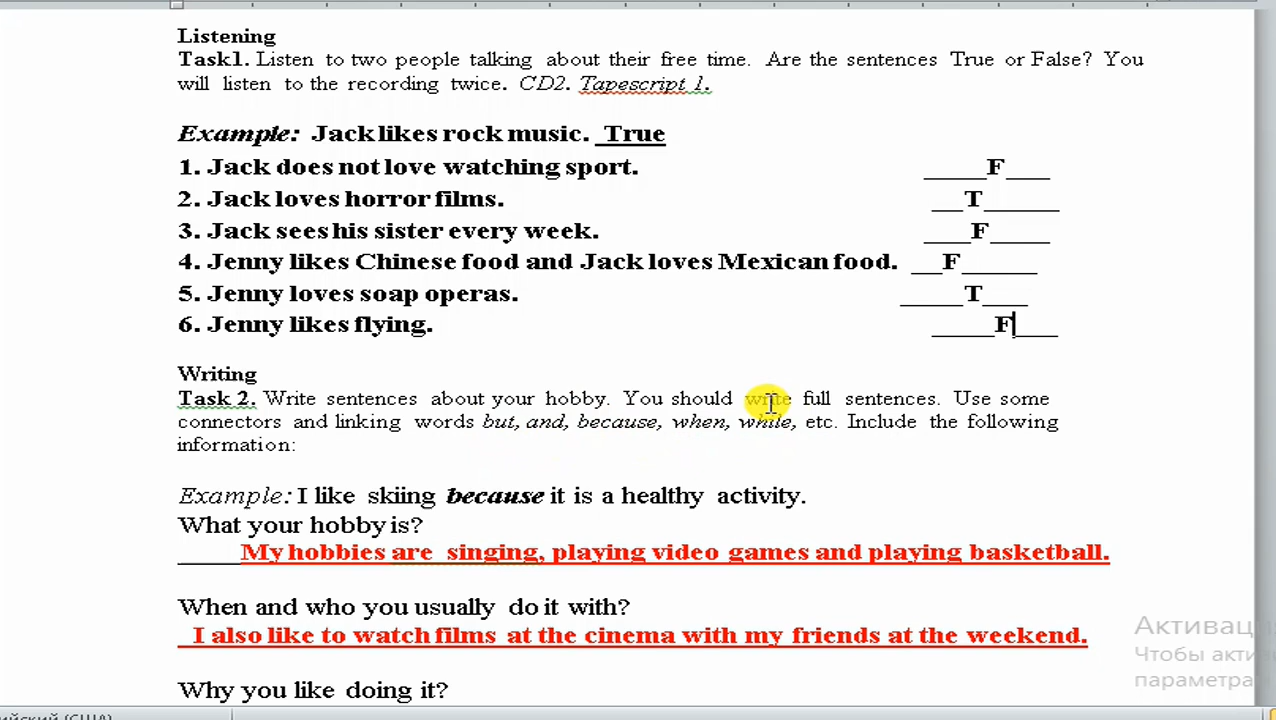 Listening
Task1. Listen to two people talking about their free time. Are the sentences True or False? You
will listen to the recording twice. CD2. Tapescript 1.
Example: Jack likes rock music. _True
1. Jack does not love watching sport. _____F___
2. Jack loves horror films. __T______
3. Jack sees his sister every week. ____F_____
4. Jenny likes Chinese food and Jack loves Mexican food. __F______
5. Jenny loves soap operas. _____T___
6. Jenny likes flying. _____F___
Writing
Task 2. Write sentences about your hobby. You should write full sentences. Use some
connectors and linking words but, and, because, when, while, etc. Include the following
information:
Example: I like skiing because it is a healthy activity.
What your hobby is?
_____My hobbies are singing, playing video games and playing basketball.
When and who you usually do it with?
_I also like to watch films at the cinema with my friends at the weekend.
Why you like doing it?
Активац
Чтобы акти
параметра
ийский (США)